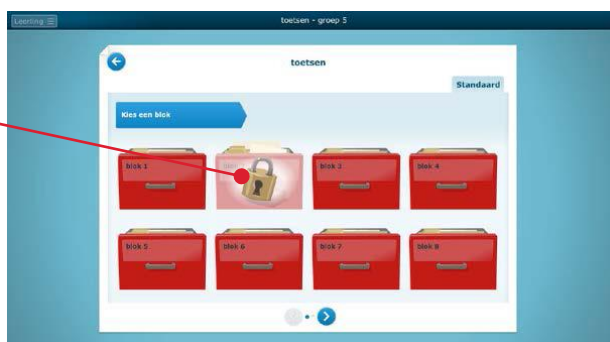 Leerling
toetsen - groep 5
toetsen
Standaard
Kies een blok
blok 1
blok 3
blok 4
blok 5
blok 6
blok 7
blok 8